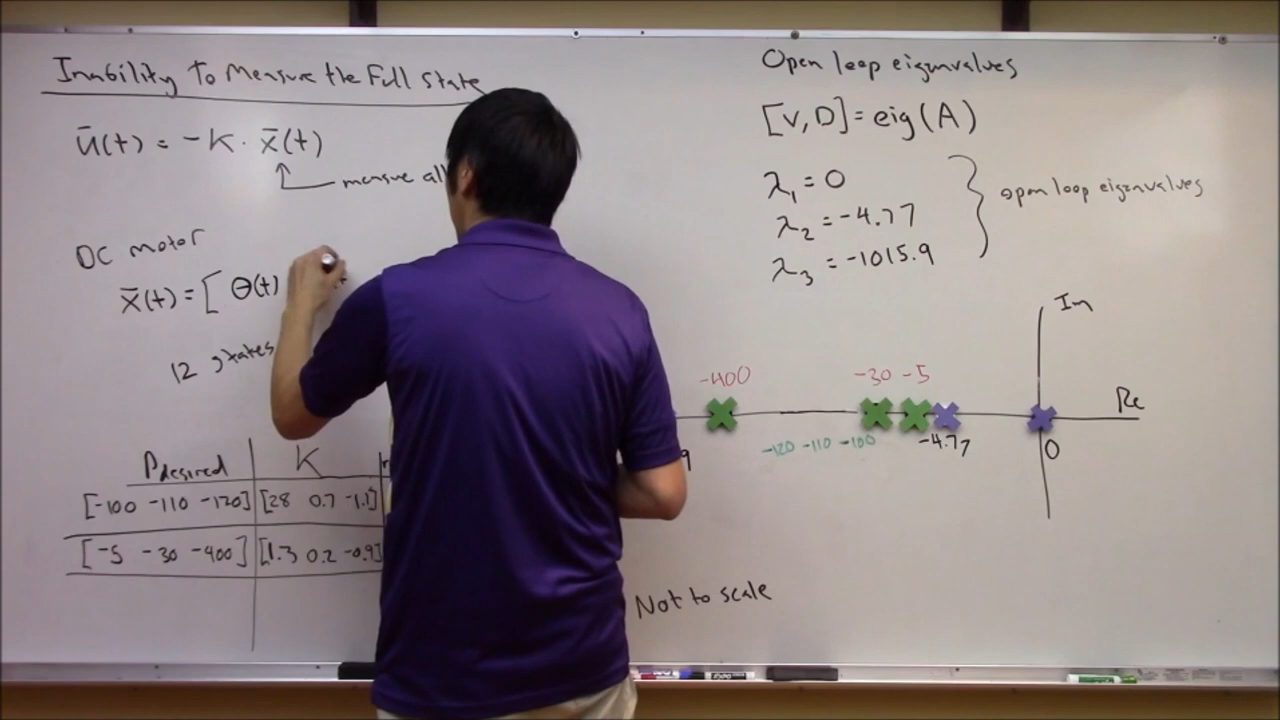 Inability to Measure the Full State
ū(t) = -K · x̄(t)
measure all
DC motor
x̄(t) = [ θ(t)
12 states
Pdesired K
[-100 -110 -120] [28 0.7 -1.1]
[-5 -30 -400] [1.3 0.2 -0.9]
Open loop eigenvalues
[V,D] = eig(A)
λ1 = 0
λ2 = -4.77
λ3 = -1015.9
open loop eigenvalues
Im
-400 -30 -5
Re
-120 -110 -100 -4.77 0
9
Not to scale